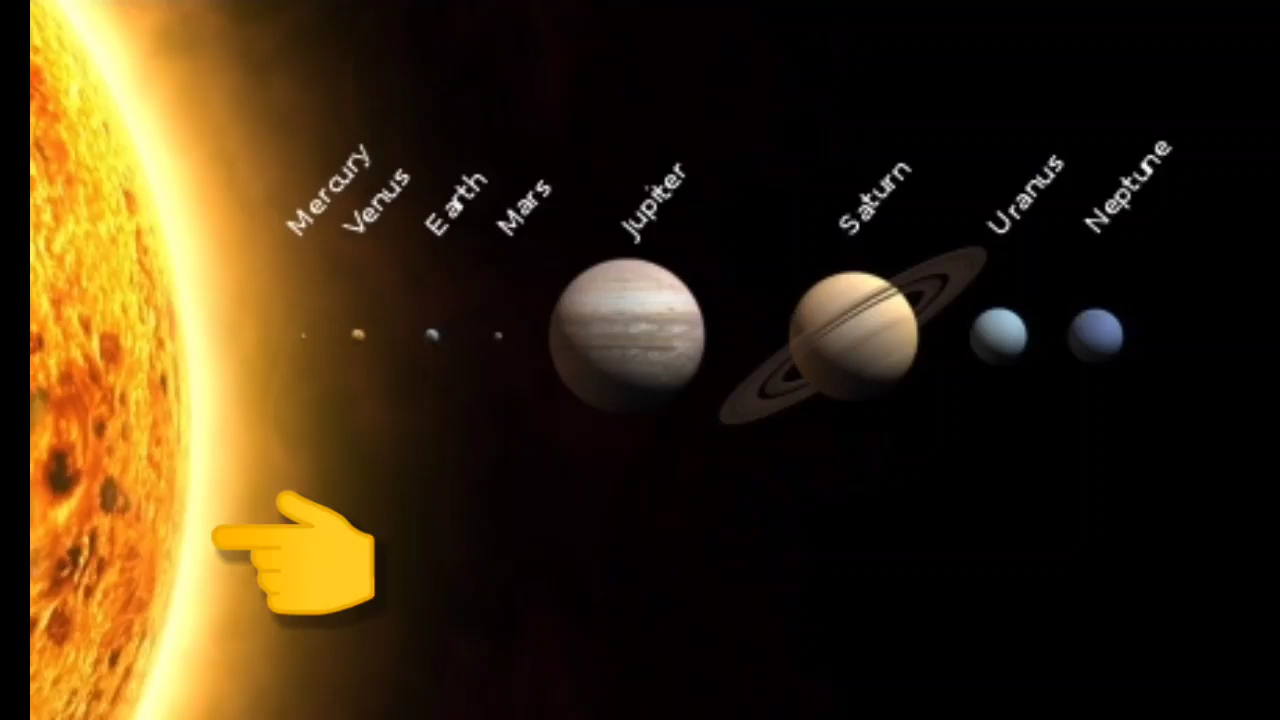 Mercury
Venus
Earth
Mars
Jupiter
Saturn
Uranus
Neptune